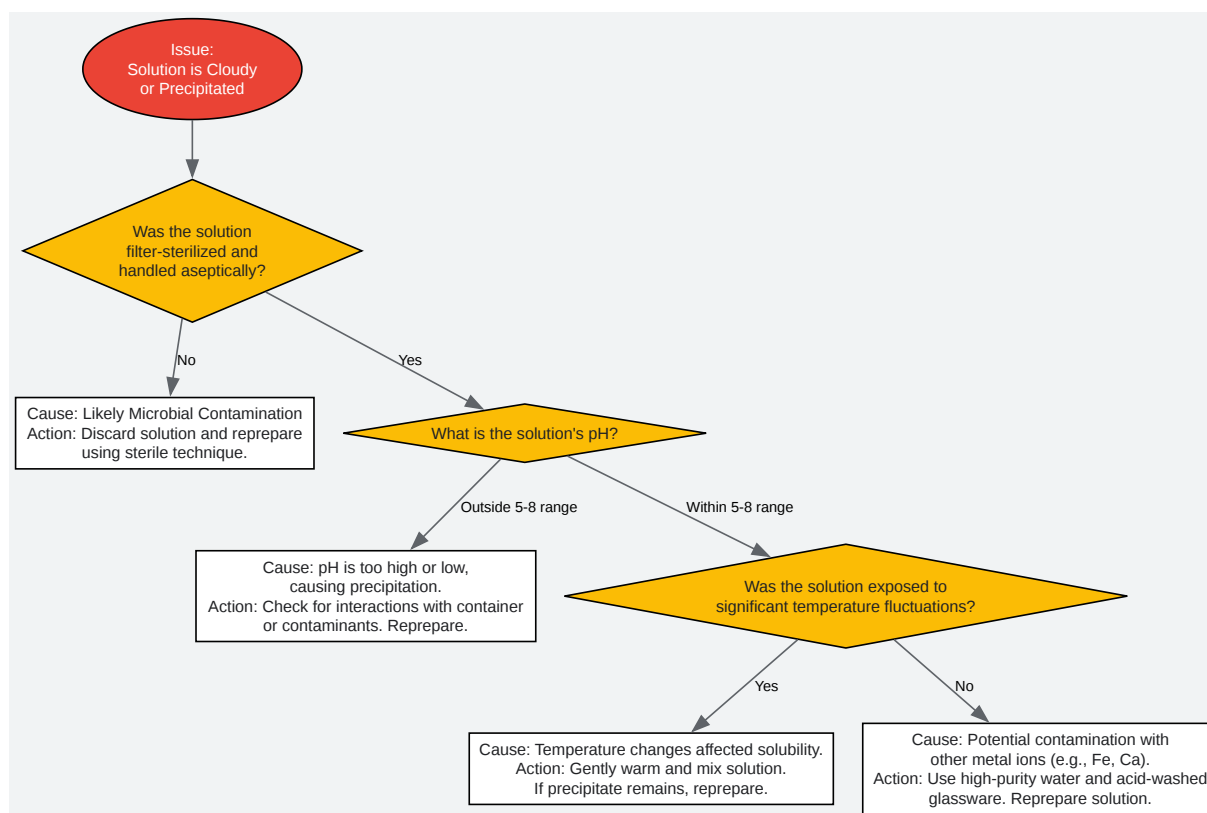 Issue:
Solution is Cloudy
or Precipitated
Was the solution
filter-sterilized and
handled aseptically?
No
Yes
Cause: Likely Microbial Contamination
Action: Discard solution and reprepare
using sterile technique.
What is the solution's pH?
Outside 5-8 range
Within 5-8 range
Cause: pH is too high or low,
causing precipitation.
Action: Check for interactions with container
or contaminants. Reprepare.
Was the solution exposed to
significant temperature fluctuations?
Yes
No
Cause: Temperature changes affected solubility.
Action: Gently warm and mix solution.
If precipitate remains, reprepare.
Cause: Potential contamination with
other metal ions (e.g., Fe, Ca).
Action: Use high-purity water and acid-washed
glassware. Reprepare solution.